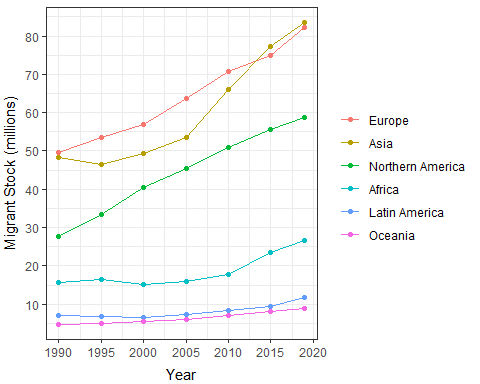 Migrant Stock (millions)
80
70
60
50
40
30
20
10
1990 1995 2000 2005 2010 2015 2020
Year
Europe
Asia
Northern America
Africa
Latin America
Oceania